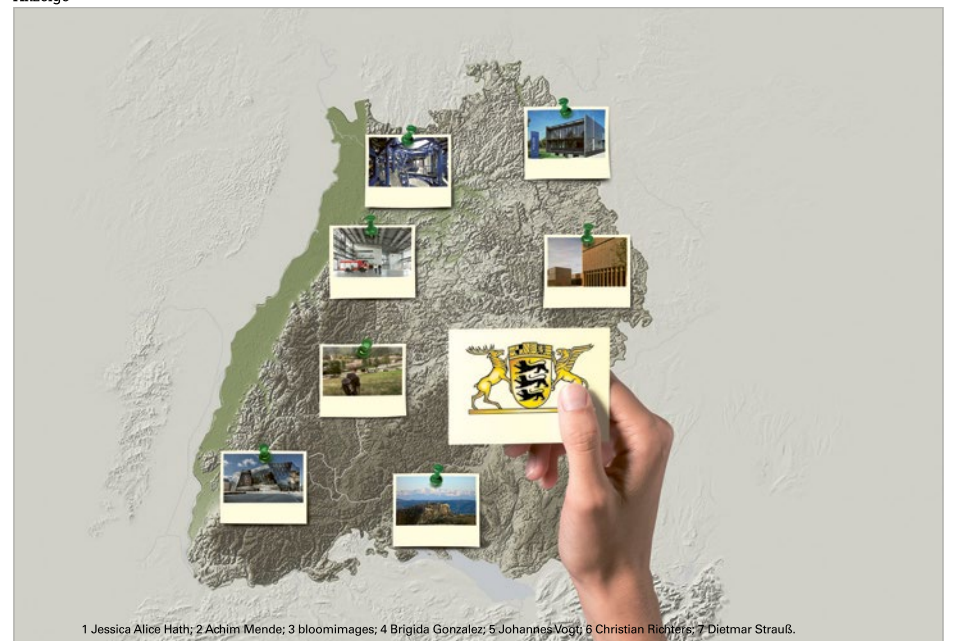 1 Jessica Alice Hath; 2 Achim Mende; 3 bloomimages; 4 Brigida Gonzalez; 5 Johannes Vogt; 6 Christian Richters; 7 Dietmar Strauß.